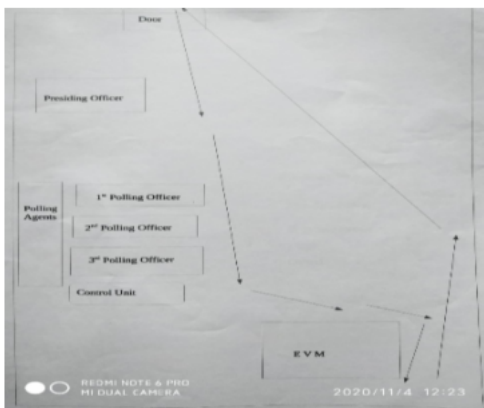 Door
Presiding Officer
Polling
Agents
1st Polling Officer
2nd Polling Officer
3rd Polling Officer
Control Unit
EVM
REDMI NOTE 6 PRO
MI DUAL CAMERA
2020/11/4 12:23